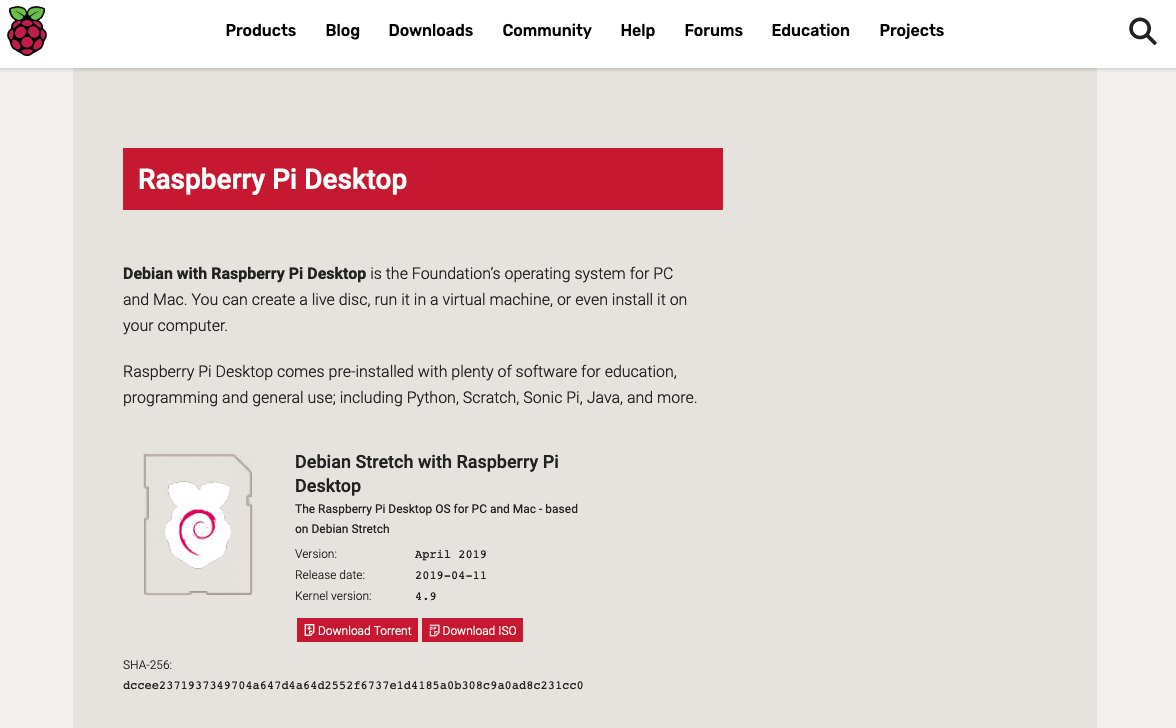 Products Blog Downloads Community Help Forums Education Projects
Raspberry Pi Desktop
Debian with Raspberry Pi Desktop is the Foundation’s operating system for PC
and Mac. You can create a live disc, run it in a virtual machine, or even install it on
your computer.
Raspberry Pi Desktop comes pre-installed with plenty of software for education,
programming and general use; including Python, Scratch, Sonic Pi, Java, and more.
Debian Stretch with Raspberry Pi
Desktop
The Raspberry Pi Desktop OS for PC and Mac - based
on Debian Stretch
Version: April 2019
Release date: 2019-04-11
Kernel version: 4.9
Download Torrent Download ISO
SHA-256:
dccee2371937349704a647d4a64d2552f6737e1d4185a0b308c9a0ad8c231cc0